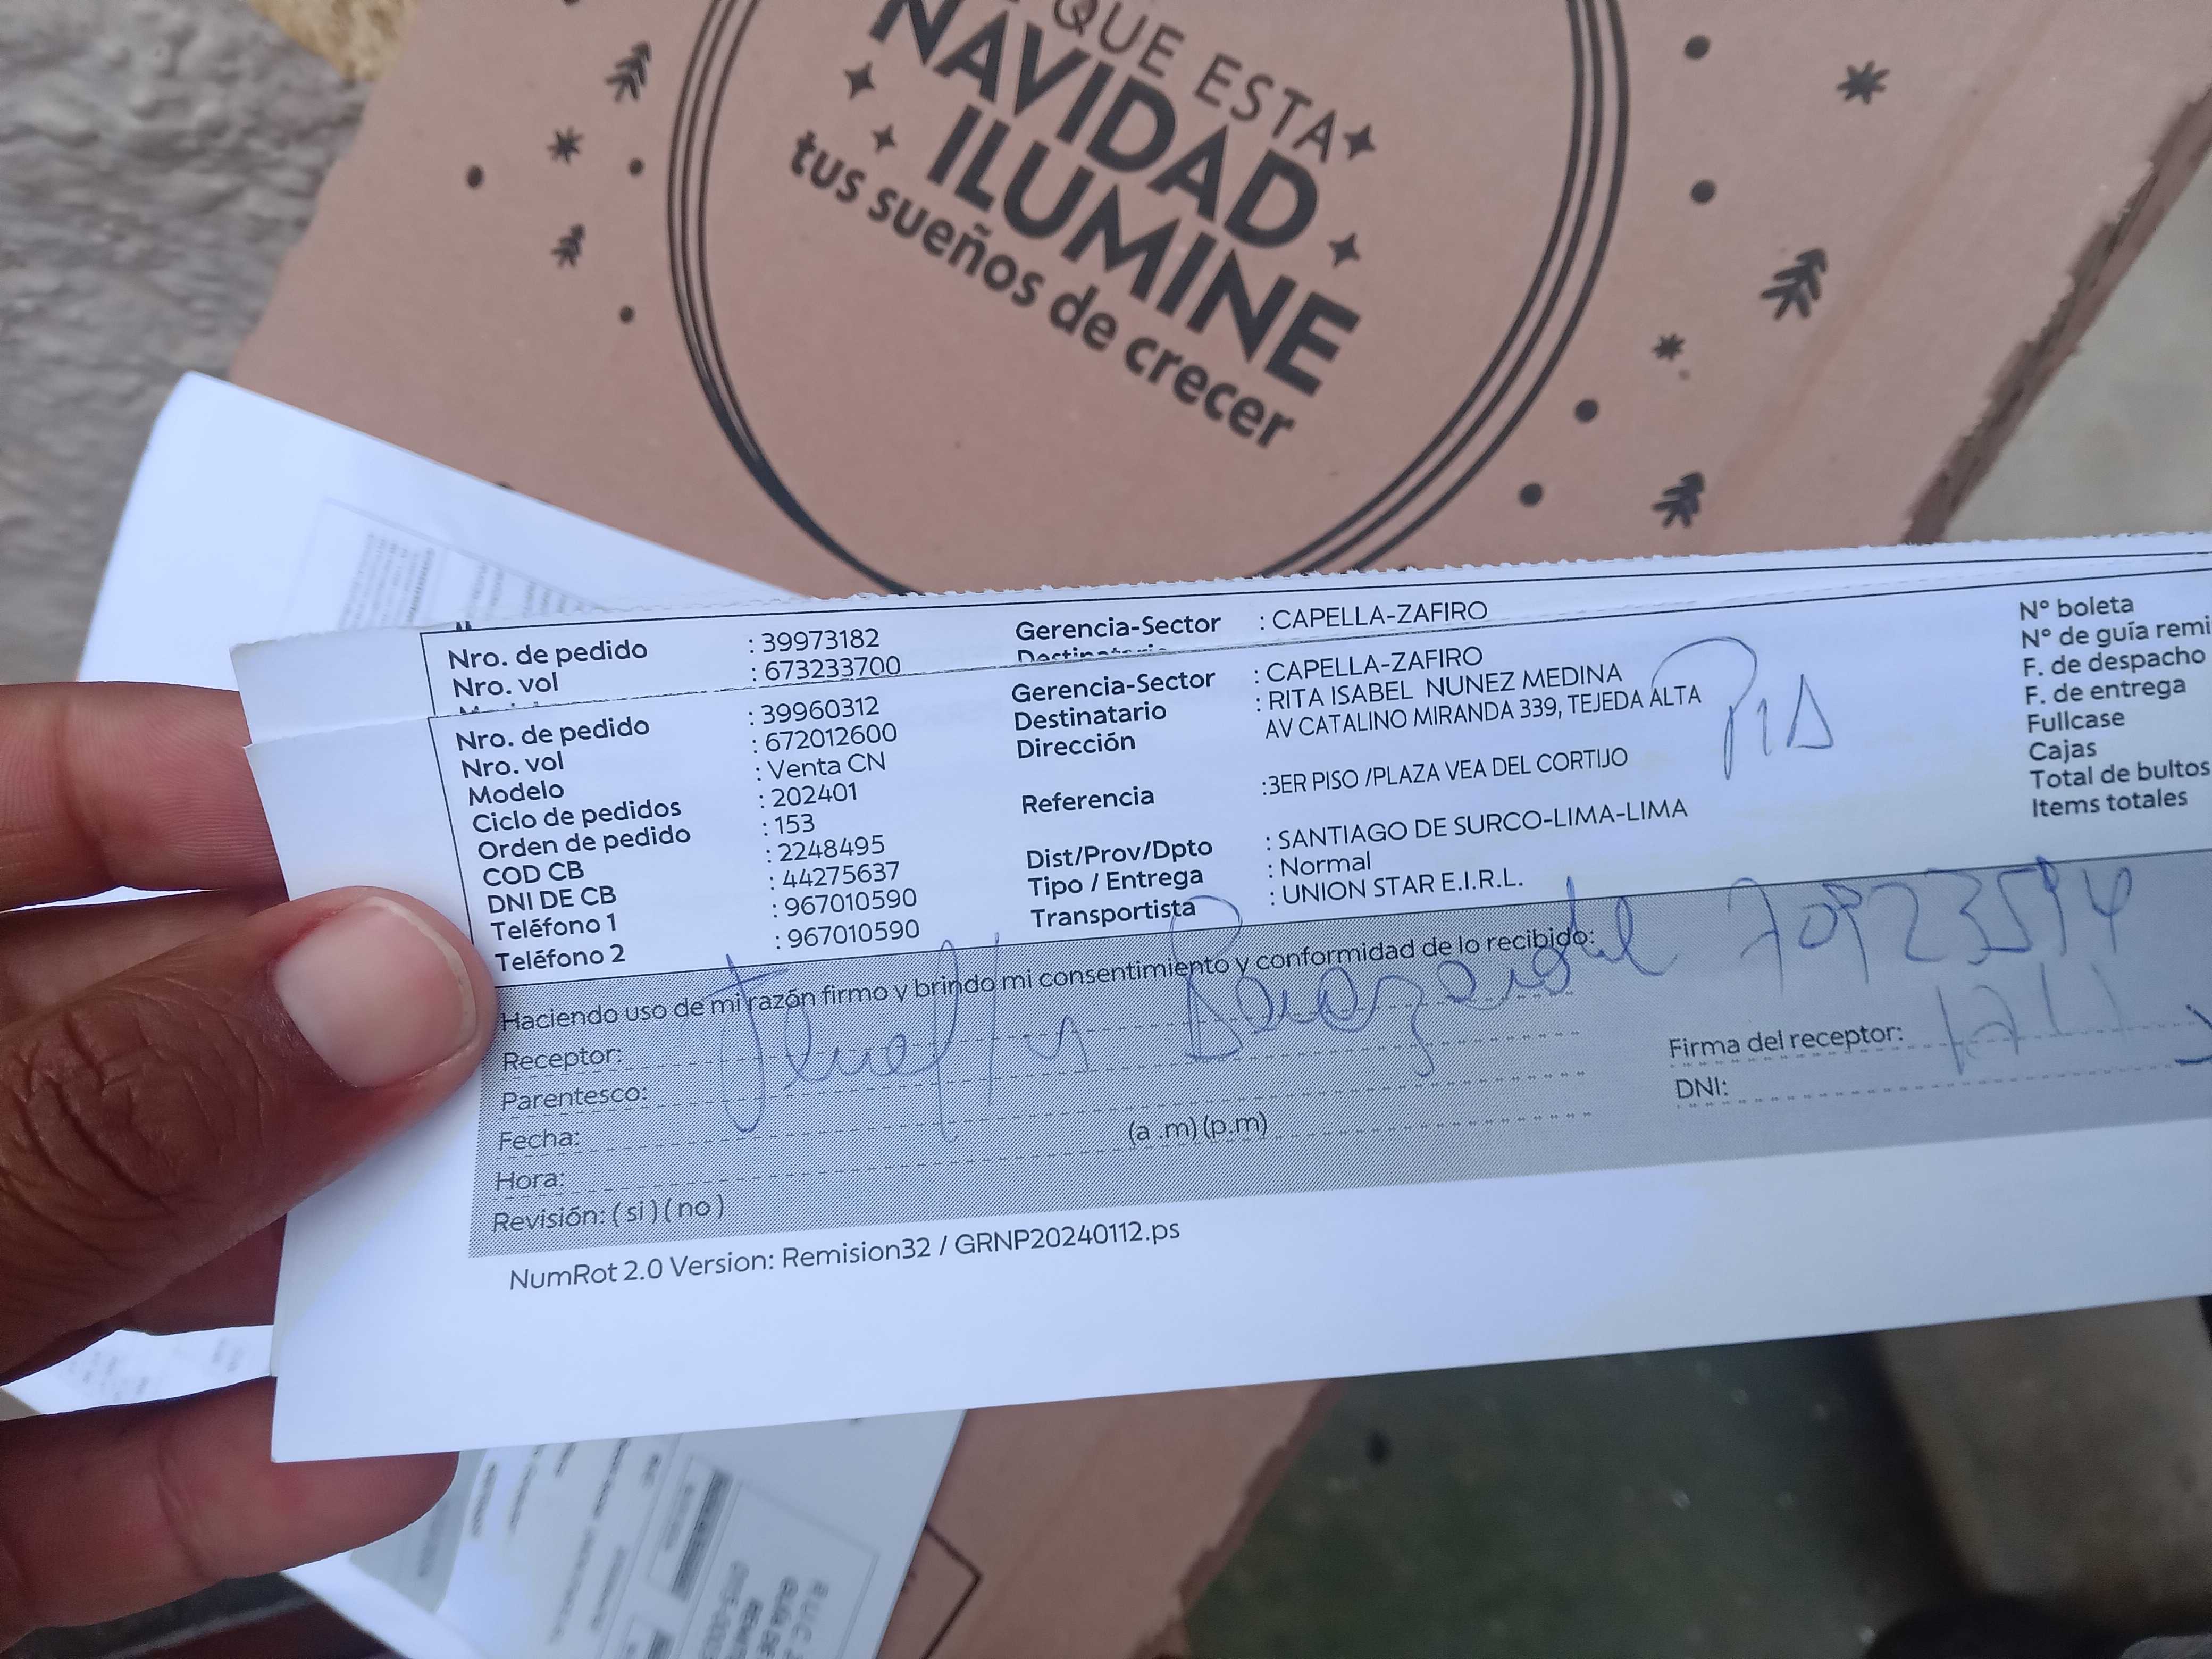 QUE ESTA
NAVIDAD
ILUMINE
tus sueños de crecer
Nro. de pedido : 39973182 Gerencia-Sector : CAPELLA-ZAFIRO
Nro. vol : 673233700 Destinatario
Nro. de pedido : 39960312 Gerencia-Sector : CAPELLA-ZAFIRO
Nro. vol : 672012600 Destinatario : RITA ISABEL NUNEZ MEDINA
Modelo : Venta CN Dirección AV CATALINO MIRANDA 339, TEJEDA ALTA
Ciclo de pedidos : 202401
Orden de pedido : 153 Referencia :3ER PISO /PLAZA VEA DEL CORTIJO
COD CB : 2248495 Dist/Prov/Dpto : SANTIAGO DE SURCO-LIMA-LIMA
DNI DE CB : 44275637 Tipo / Entrega : Normal
Teléfono 1 : 967010590 Transportista : UNION STAR E.I.R.L.
Teléfono 2 : 967010590
N° boleta
N° de guía remi
F. de despacho
F. de entrega
Fullcase
Cajas
Total de bultos
Items totales
Haciendo uso de mi razón firmo y brindo mi consentimiento y conformidad de lo recibido:
Receptor:
Parentesco:
Fecha:
Hora: (a .m) (p.m)
Revisión: ( si ) ( no )
Firma del receptor:
DNI:
NumRot 2.0 Version: Remision32 / GRNP20240112.ps